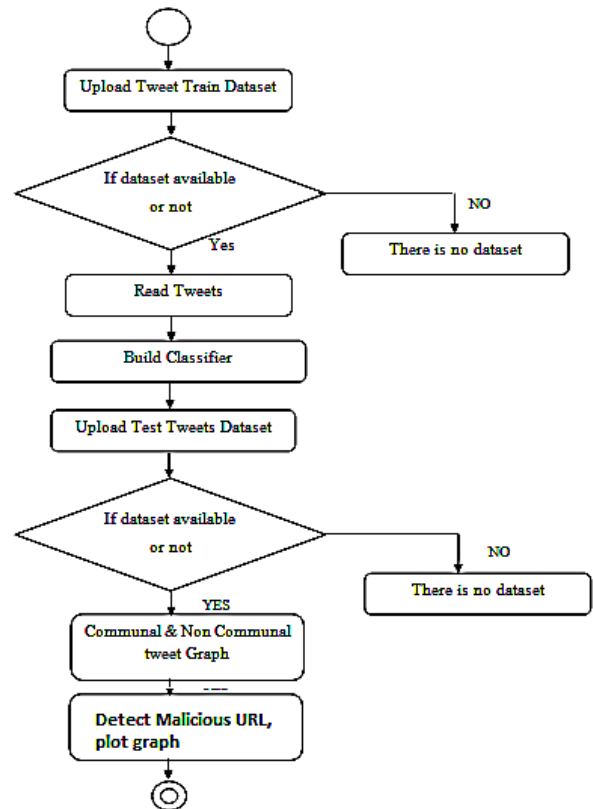 Upload Tweet Train Dataset
If dataset available
or not
NO
Yes
There is no dataset
Read Tweets
Build Classifier
Upload Test Tweets Dataset
If dataset available
or not
NO
There is no dataset
YES
Communal & Non Communal
tweet Graph
Detect Malicious URL,
plot graph